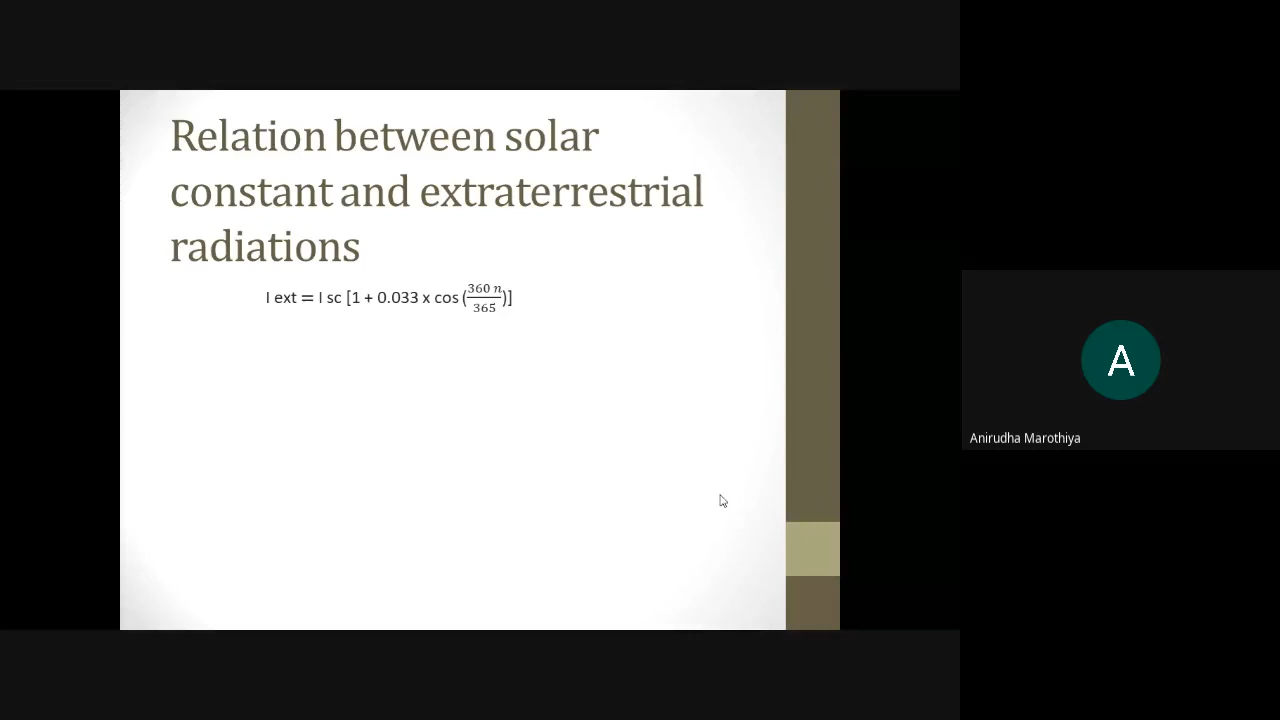 Relation between solar
constant and extraterrestrial
radiations
I ext = I sc [1 + 0.033 x cos (360 n/365)]
A
Anirudha Marothiya